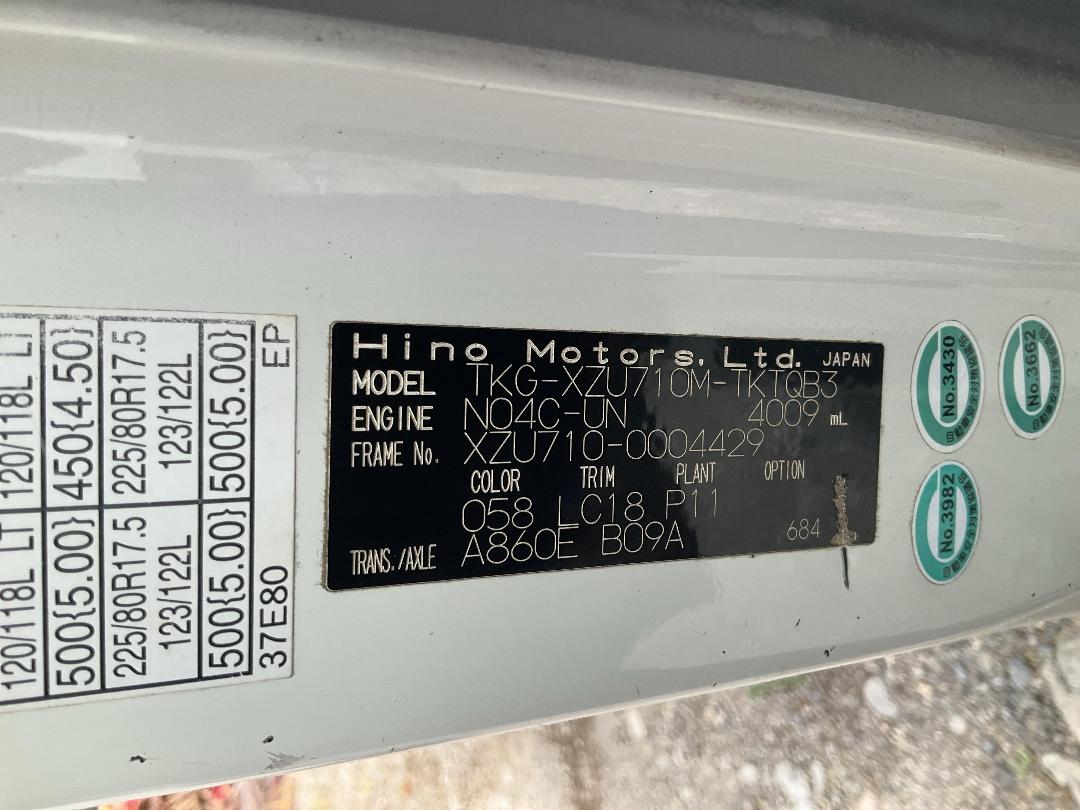 Hino Motors, Ltd. JAPAN
MODEL TKG-XZU710M-TKTQB3
ENGINE N04C-UN 4009 mL
FRAME No. XZU710-0004429
COLOR TRIM PLANT OPTION
058 LC18 P11
TRANS./AXLE A860E B09A 684
120/118L LT 120/118L LT
500{5.00} 450{4.50}
225/80R17.5 225/80R17.5
123/122L 123/122L
500{5.00} 500{5.00}
37E80 EP
No.3430
No.3662
No.3982